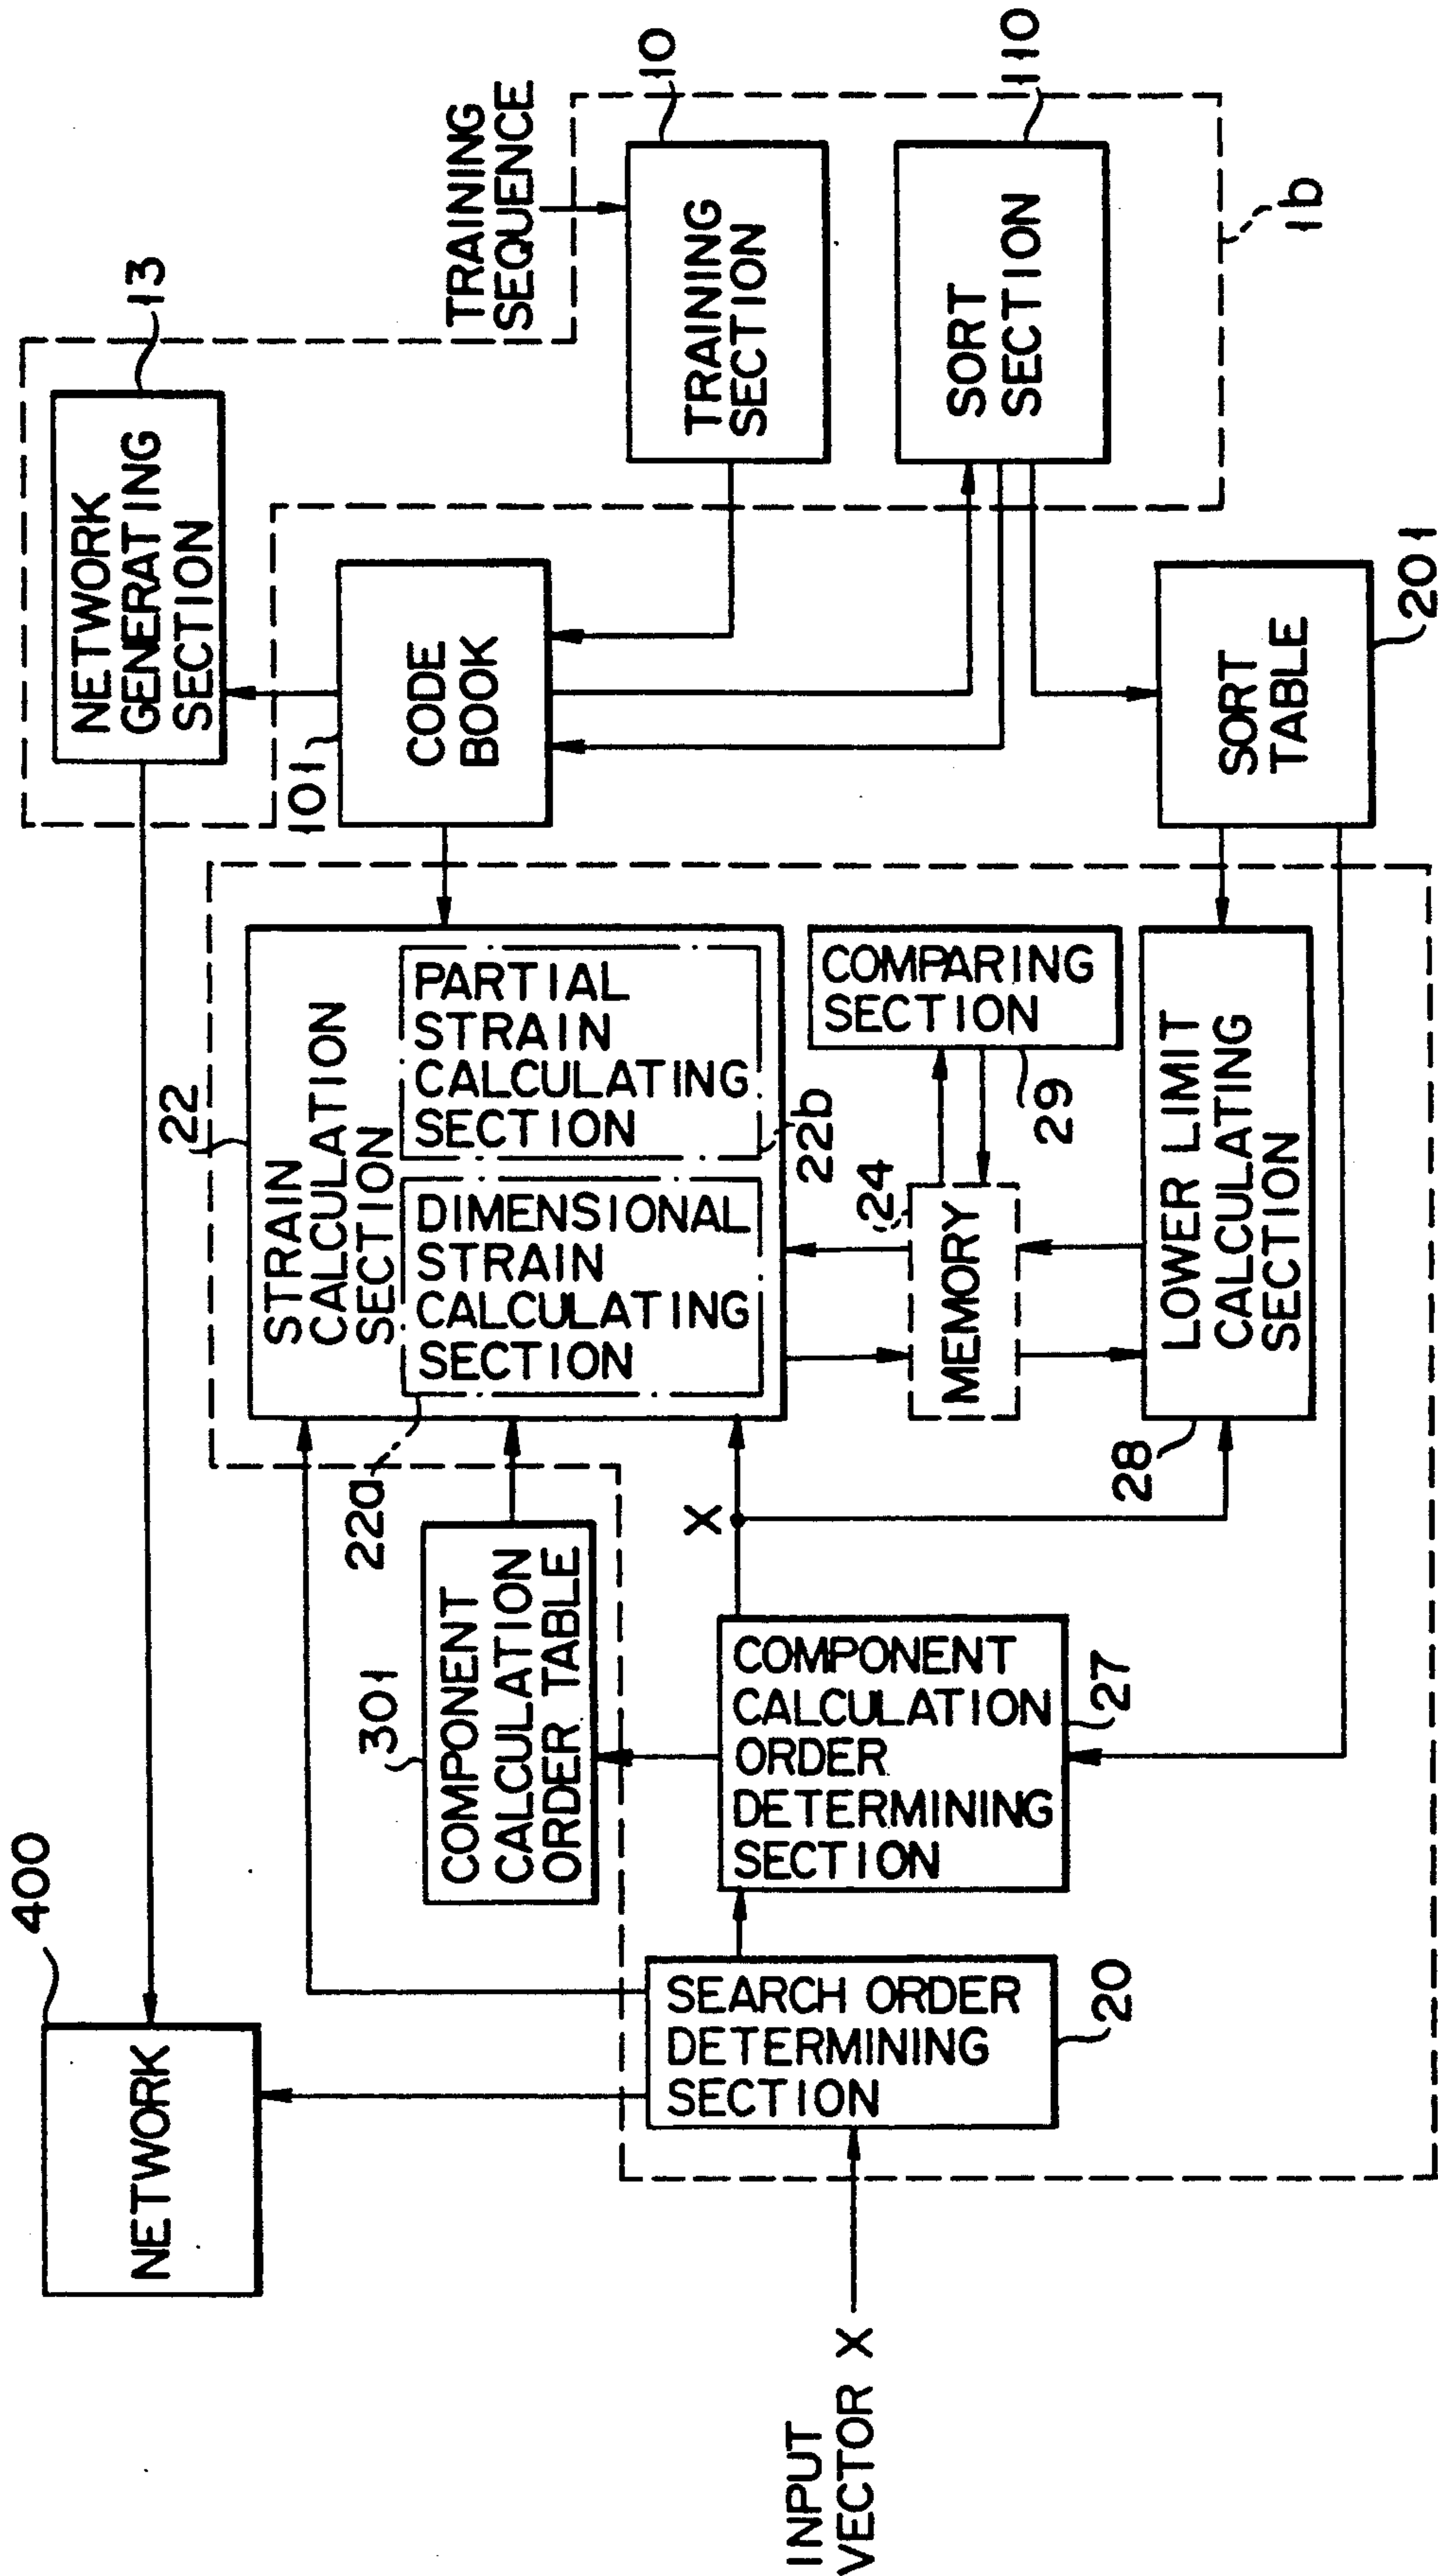 400
NETWORK
13
NETWORK
GENERATING
SECTION
TRAINING
SEQUENCE
10
TRAINING
SECTION
110
SORT
SECTION
1b
101
CODE
BOOK
SORT
TABLE
201
22
STRAIN
CALCULATION
SECTION
22a
DIMENSIONAL
STRAIN
CALCULATING
SECTION
PARTIAL
STRAIN
CALCULATING
SECTION
22b
COMPARING
SECTION
29
24
MEMORY
LOWER LIMIT
CALCULATING
SECTION
28
301
COMPONENT
CALCULATION
ORDER TABLE
X
COMPONENT
CALCULATION
ORDER
DETERMINING
SECTION
27
SEARCH ORDER
DETERMINING
SECTION
20
INPUT
VECTOR X